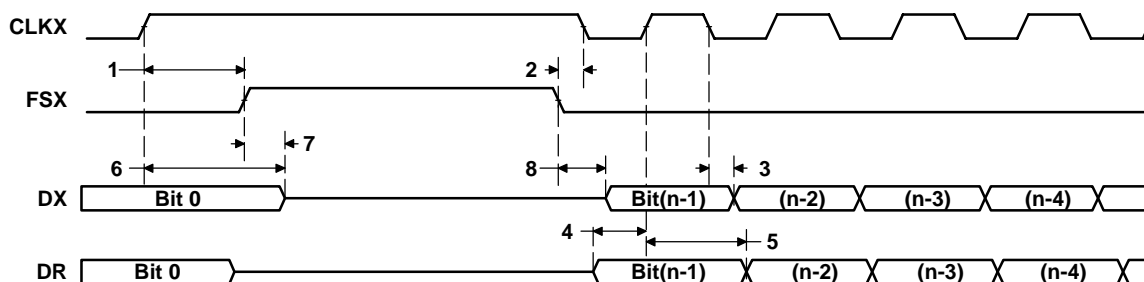 CLKX
1 2
FSX
7
6 8 3
DX Bit 0 Bit(n-1) (n-2) (n-3) (n-4)
4 5
DR Bit 0 Bit(n-1) (n-2) (n-3) (n-4)